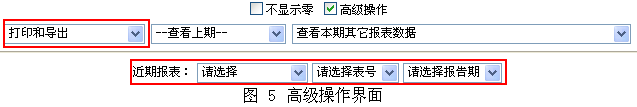 不显示零 高级操作
打印和导出 --查看上期-- 查看本期其它报表数据
近期报表： 请选择 请选择表号 请选择报告期
图 5 高级操作界面